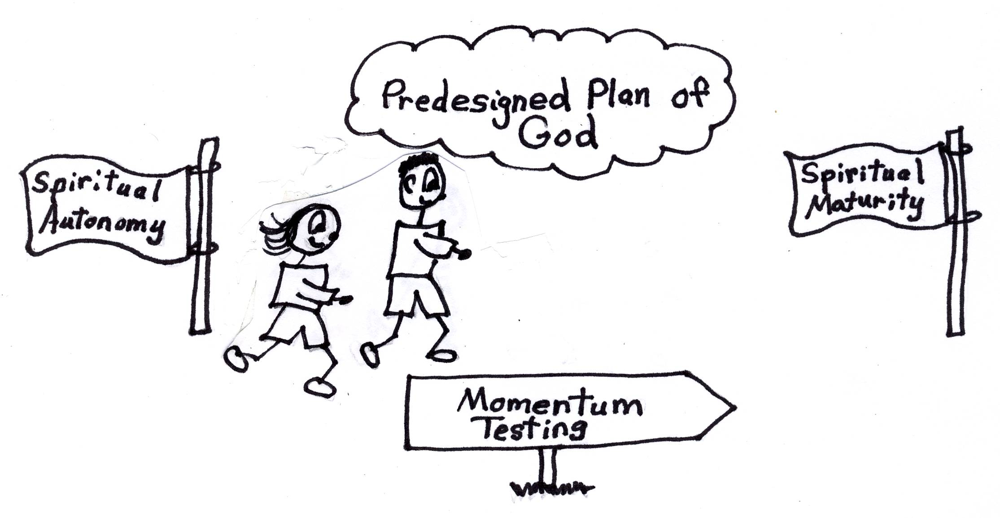 Predesigned Plan of
God
Spiritual
Autonomy
Spiritual
Maturity
Momentum
Testing